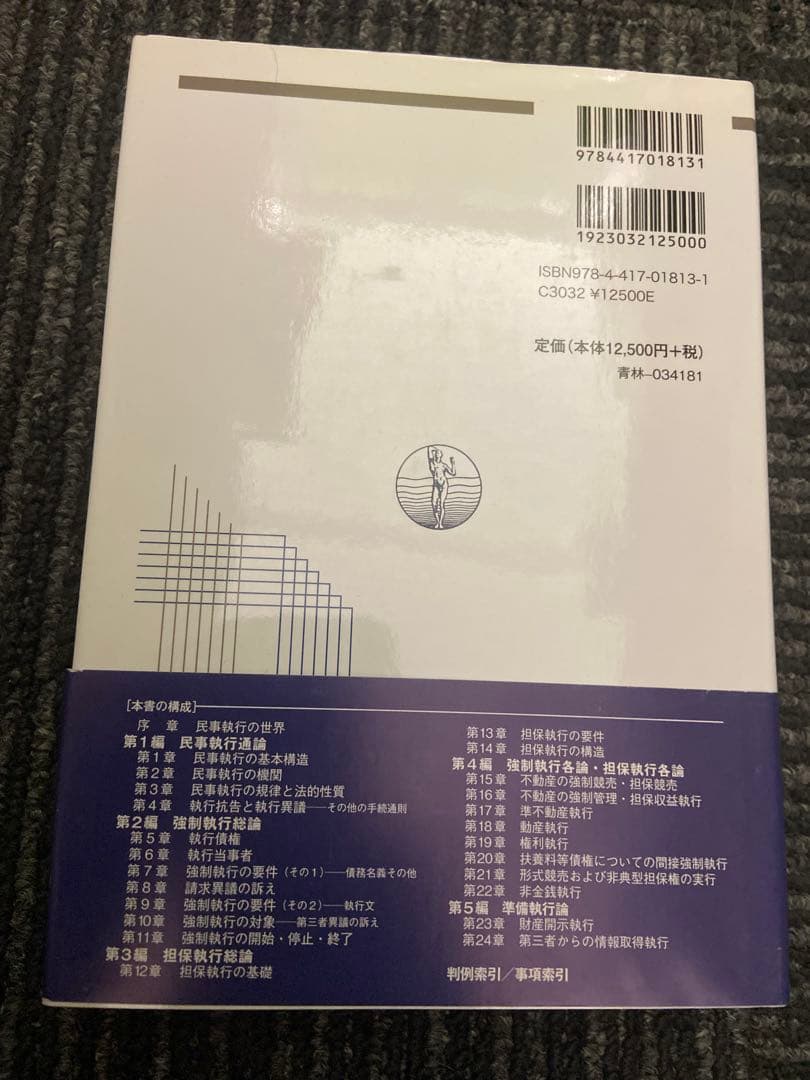 9784417018131
1923032125000
ISBN978-4-417-01813-1
C3032 ¥12500E
定価(本体12,500円+税)
青林-034181
[本書の構成]
序 章 民事執行の世界
第1編 民事執行通論
第1章 民事執行の基本構造
第2章 民事執行の機関
第3章 民事執行の規律と法的性質
第4章 執行抗告と執行異議――その他の手続通則
第2編 強制執行総論
第5章 執行債権
第6章 執行当事者
第7章 強制執行の要件(その1)――債務名義その他
第8章 請求異議の訴え
第9章 強制執行の要件(その2)――執行文
第10章 強制執行の対象――第三者異議の訴え
第11章 強制執行の開始・停止・終了
第3編 担保執行総論
第12章 担保執行の基礎
第13章 担保執行の要件
第14章 担保執行の構造
第4編 強制執行各論・担保執行各論
第15章 不動産の強制競売・担保競売
第16章 不動産の強制管理・担保収益執行
第17章 準不動産執行
第18章 動産執行
第19章 権利執行
第20章 扶養料等債権についての間接強制執行
第21章 形式競売および非典型担保権の実行
第22章 非金銭執行
第5編 準備執行論
第23章 財産開示執行
第24章 第三者からの情報取得執行
判例索引/事項索引